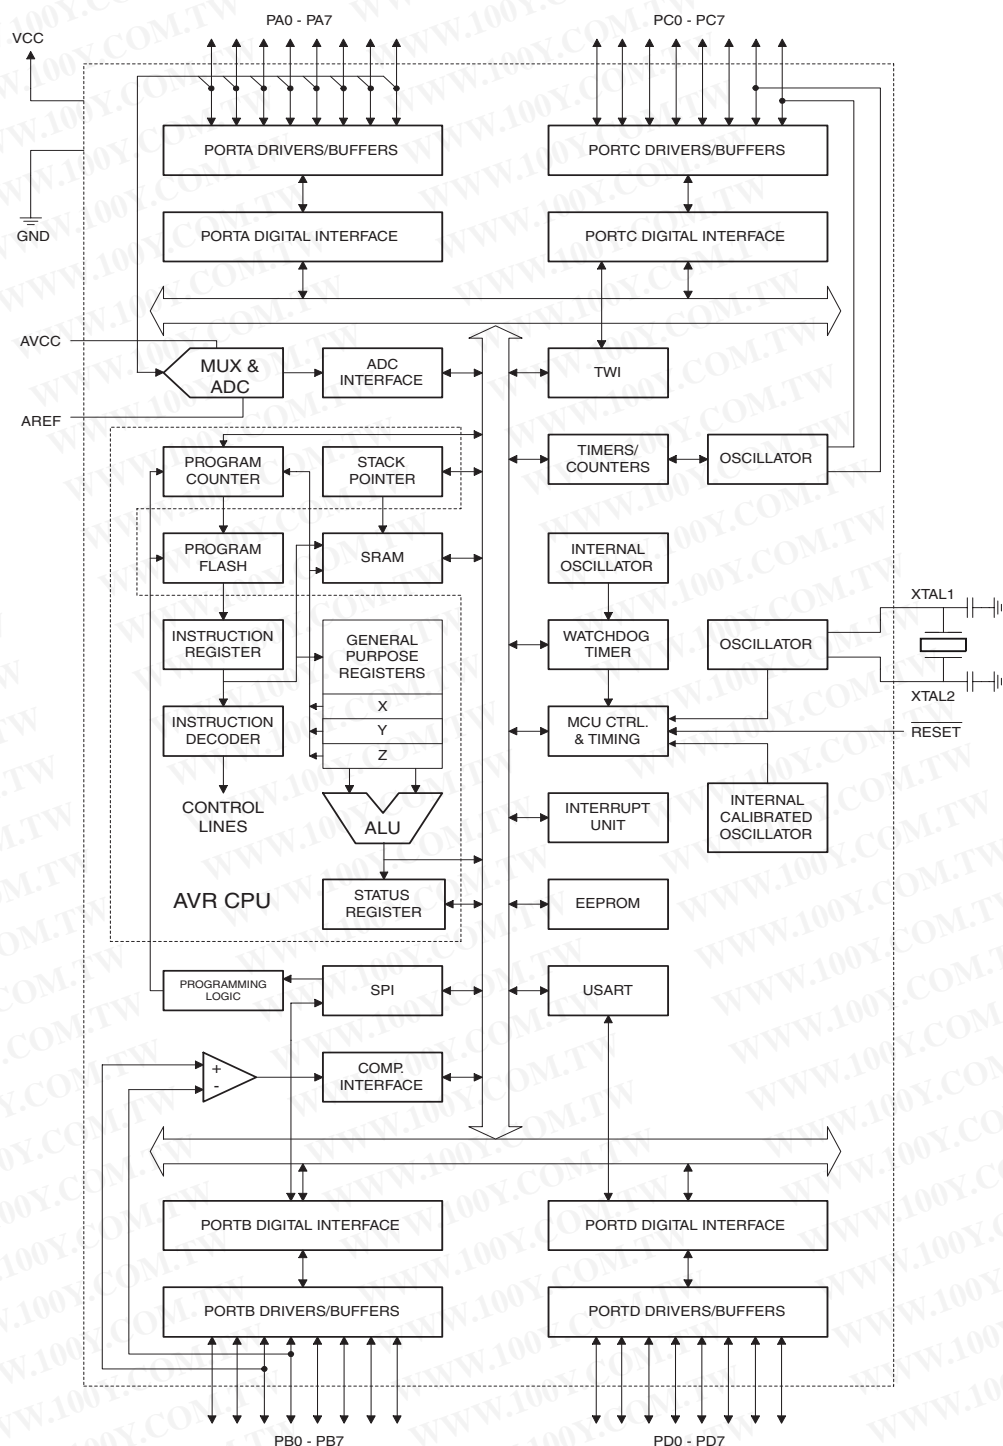 PA0 - PA7
PC0 - PC7
VCC
PORTA DRIVERS/BUFFERS
PORTC DRIVERS/BUFFERS
GND
PORTA DIGITAL INTERFACE
PORTC DIGITAL INTERFACE
AVCC
MUX &
ADC
ADC
INTERFACE
TWI
AREF
PROGRAM
COUNTER
STACK
POINTER
TIMERS/
COUNTERS
OSCILLATOR
PROGRAM
FLASH
SRAM
INTERNAL
OSCILLATOR
XTAL1
INSTRUCTION
REGISTER
GENERAL
PURPOSE
REGISTERS
WATCHDOG
TIMER
OSCILLATOR
XTAL2
X
Y
Z
INSTRUCTION
DECODER
MCU CTRL.
& TIMING
RESET
CONTROL
LINES
ALU
INTERRUPT
UNIT
INTERNAL
CALIBRATED
OSCILLATOR
AVR CPU
STATUS
REGISTER
EEPROM
PROGRAMMING
LOGIC
SPI
USART
+
-
COMP.
INTERFACE
PORTB DIGITAL INTERFACE
PORTD DIGITAL INTERFACE
PORTB DRIVERS/BUFFERS
PORTD DRIVERS/BUFFERS
PB0 - PB7
PD0 - PD7
WWW.100Y.COM.TW